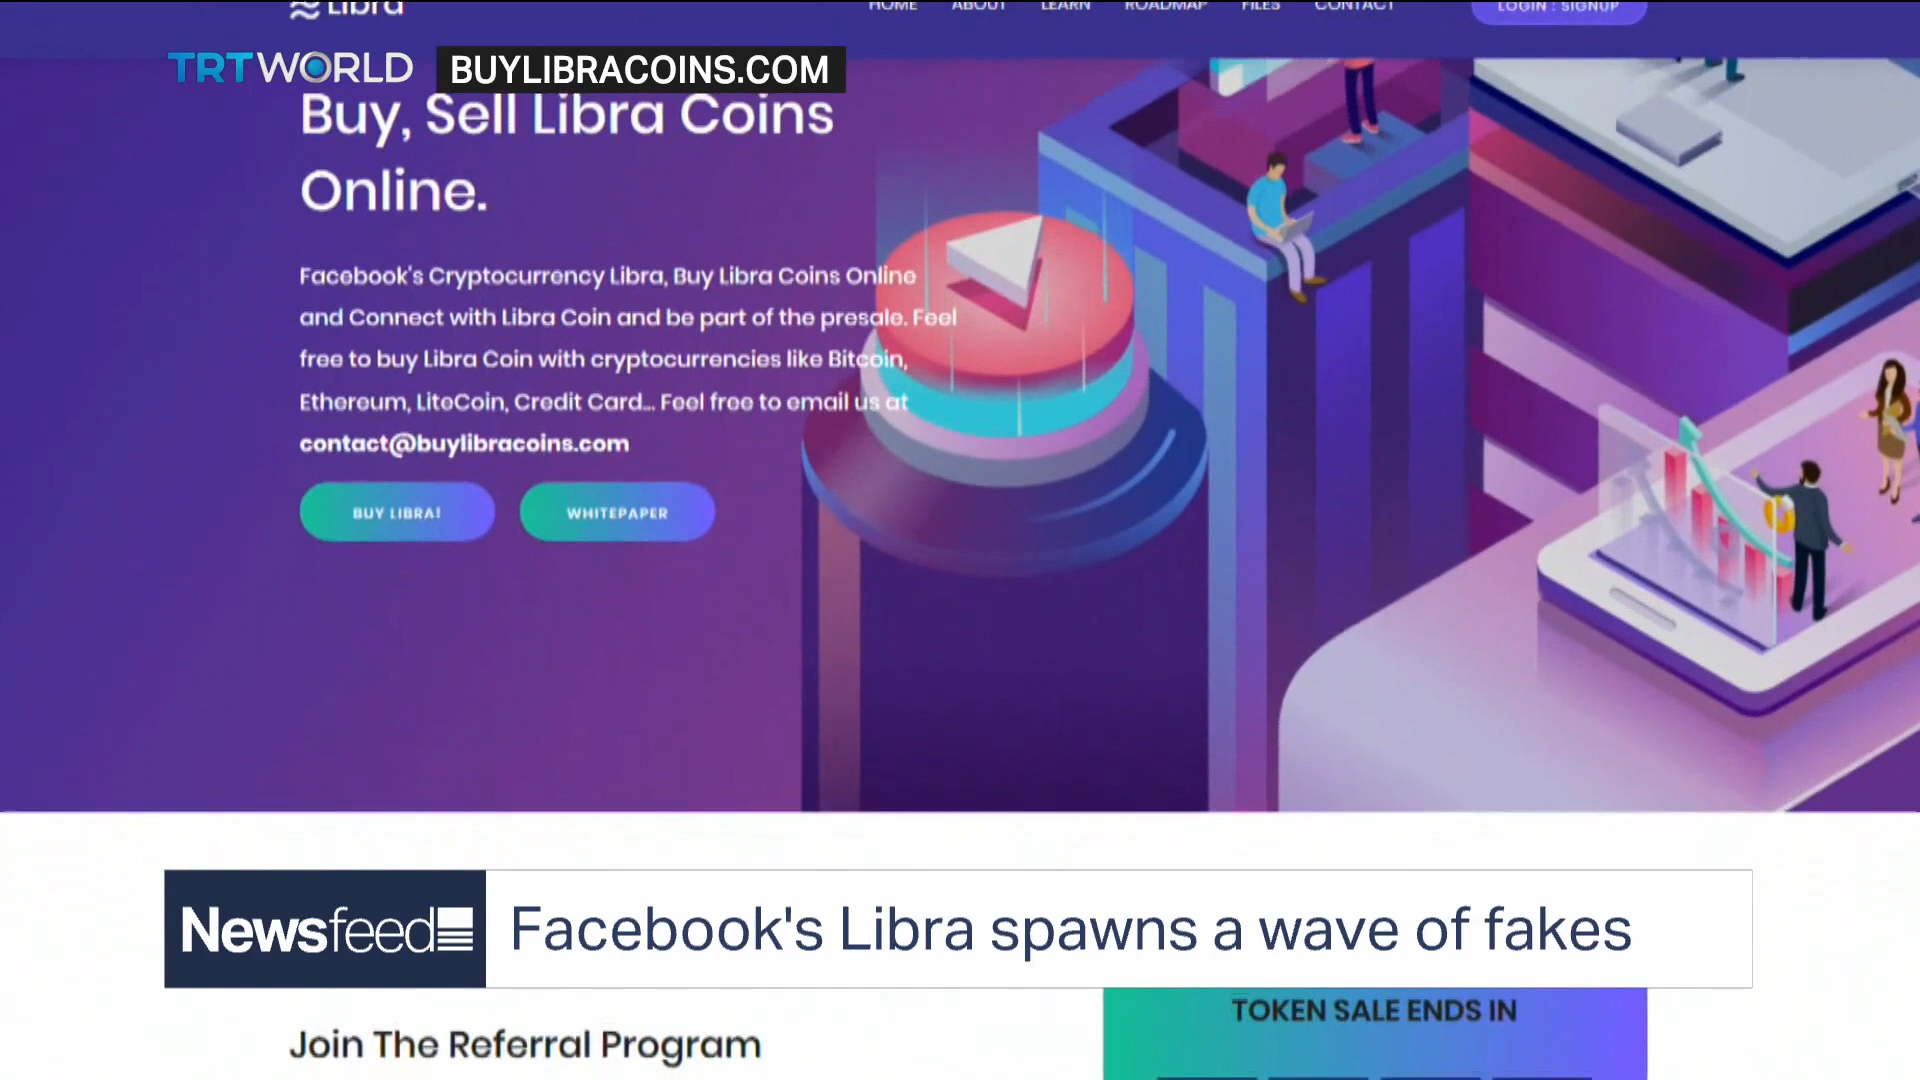 Libra
HOME ABOUT LEARN ROADMAP FILES CONTACT LOGIN : SIGNUP
TRT WORLD
BUYLIBRACOINS.COM
Buy, Sell Libra Coins
Online.
Facebook's Cryptocurrency Libra, Buy Libra Coins Online
and Connect with Libra Coin and be part of the presale. Feel
free to buy Libra Coin with cryptocurrencies like Bitcoin,
Ethereum, LiteCoin, Credit Card... Feel free to email us at
contact@buylibracoins.com
BUY LIBRA! WHITEPAPER
Newsfeed
Facebook's Libra spawns a wave of fakes
TOKEN SALE ENDS IN
Join The Referral Program